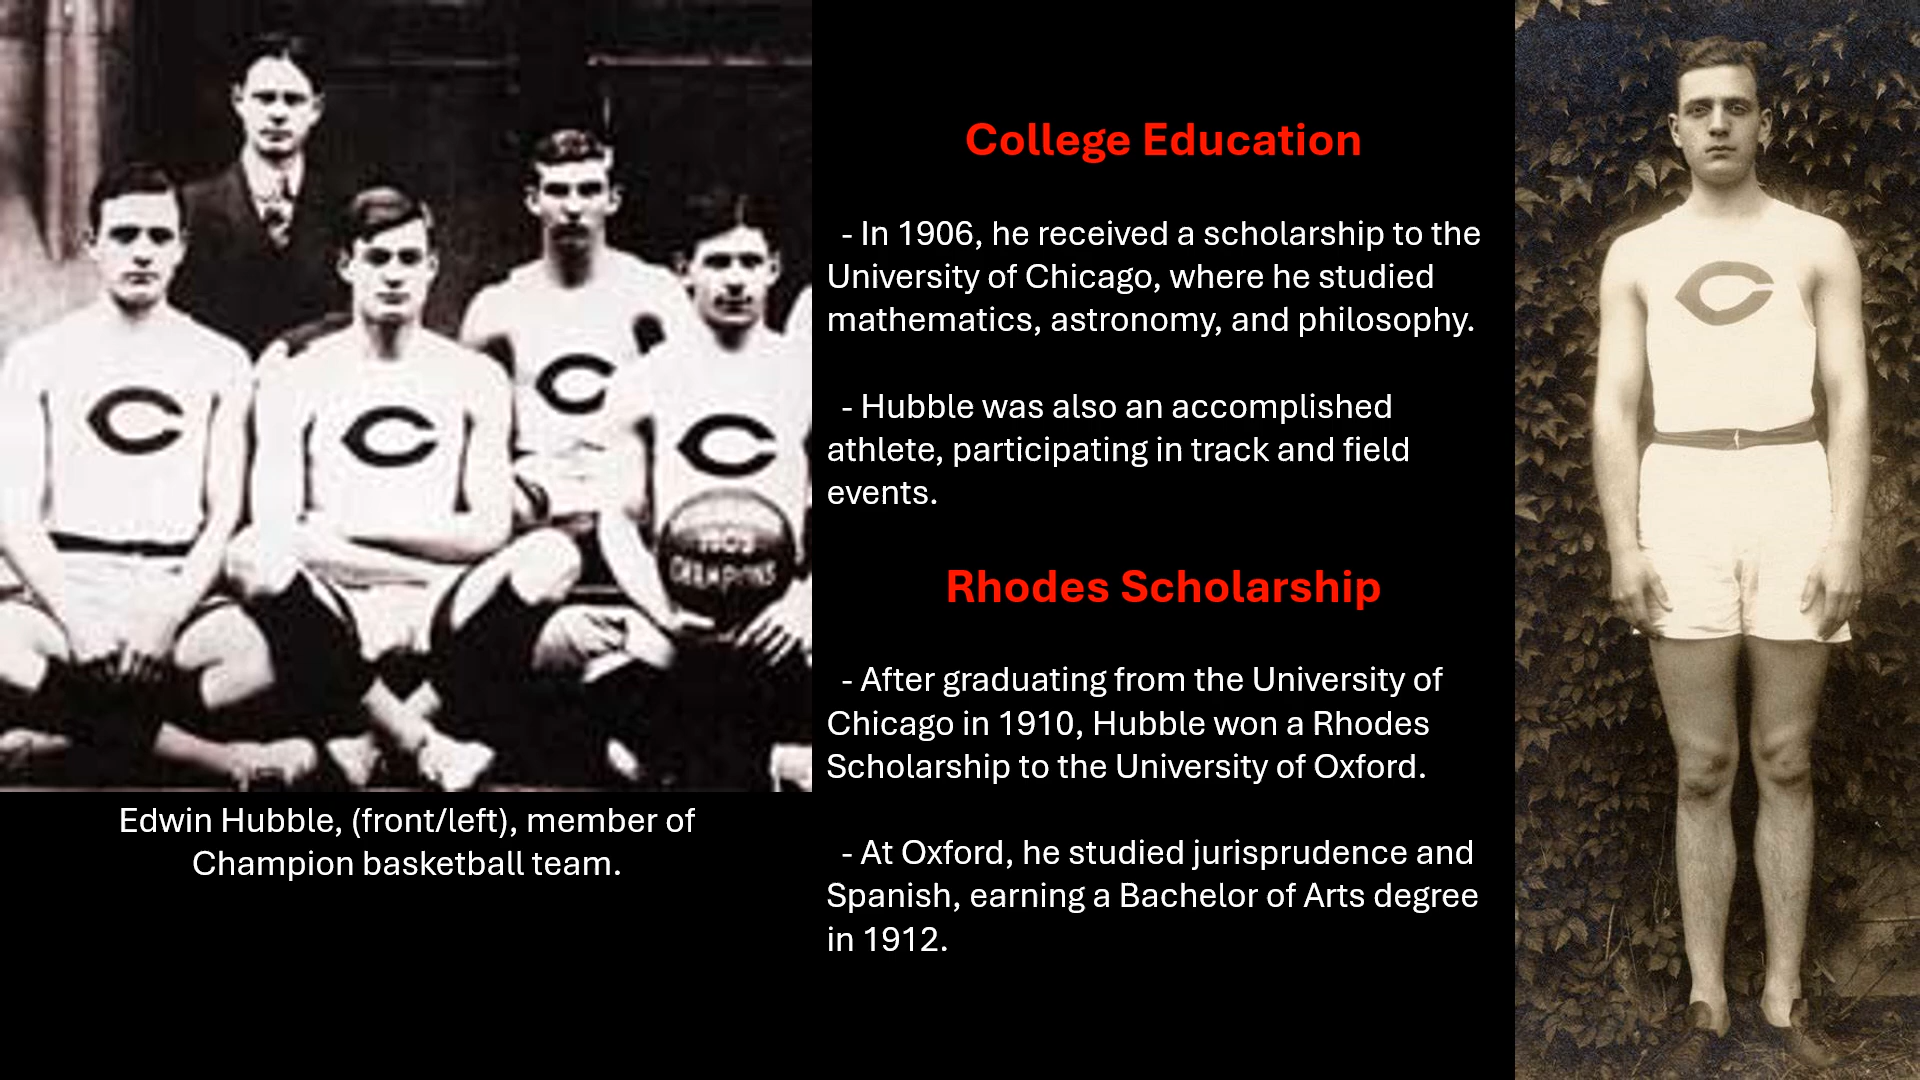 C
C
C
C
1909
CHAMPIONS
Edwin Hubble, (front/left), member of
Champion basketball team.
College Education
- In 1906, he received a scholarship to the
University of Chicago, where he studied
mathematics, astronomy, and philosophy.
- Hubble was also an accomplished
athlete, participating in track and field
events.
Rhodes Scholarship
- After graduating from the University of
Chicago in 1910, Hubble won a Rhodes
Scholarship to the University of Oxford.
- At Oxford, he studied jurisprudence and
Spanish, earning a Bachelor of Arts degree
in 1912.
C